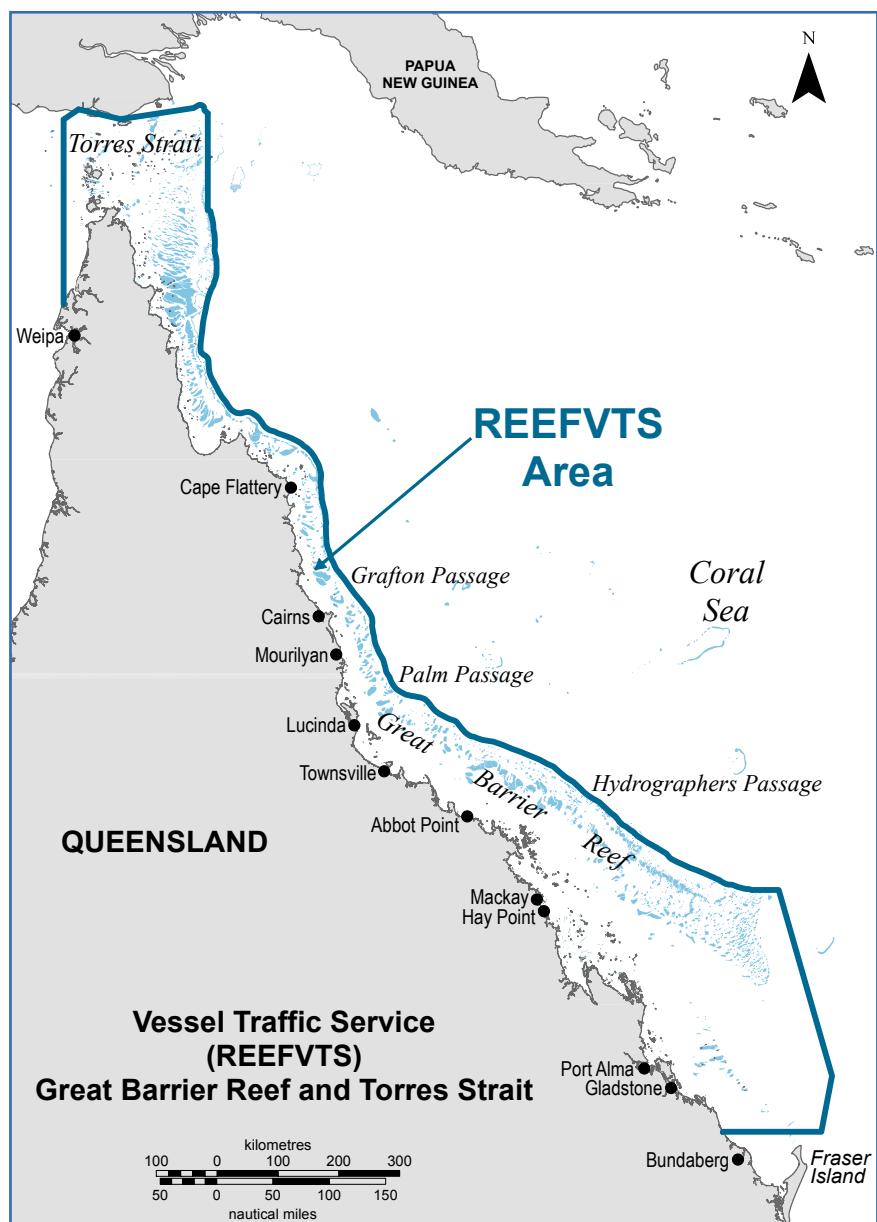 PAPUA
NEW GUINEA
N
Torres Strait
Weipa
REEFVTS
Area
Cape Flattery
Grafton Passage
Coral
Sea
Cairns
Mourilyan
Palm Passage
Lucinda
Great
Townsville
Barrier
Hydrographers Passage
Abbot Point
QUEENSLAND
Reef
Mackay
Hay Point
Vessel Traffic Service
(REEFVTS)
Great Barrier Reef and Torres Strait
Port Alma
Gladstone
kilometres
100 0 100 200 300
50 0 50 100 150
nautical miles
Bundaberg
Fraser
Island